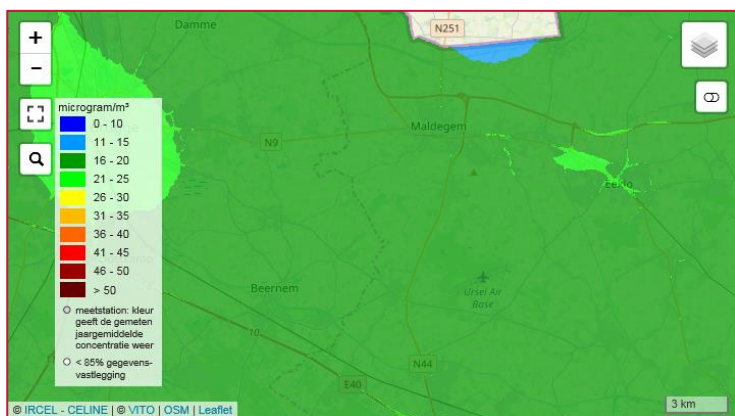 Damme
N251
+
−
microgram/m³
0 - 10
11 - 15
16 - 20
21 - 25
26 - 30
31 - 35
36 - 40
41 - 45
46 - 50
> 50
meetstation: kleur
geeft de gemeten
jaargemiddelde
concentratie weer
< 85% gegevens-
vastlegging
N9
Maldegem
Eeklo
Beernem
Ursel Air
Base
10
N44
E40
3 km
© IRCEL - CELINE | © VITO | OSM | Leaflet